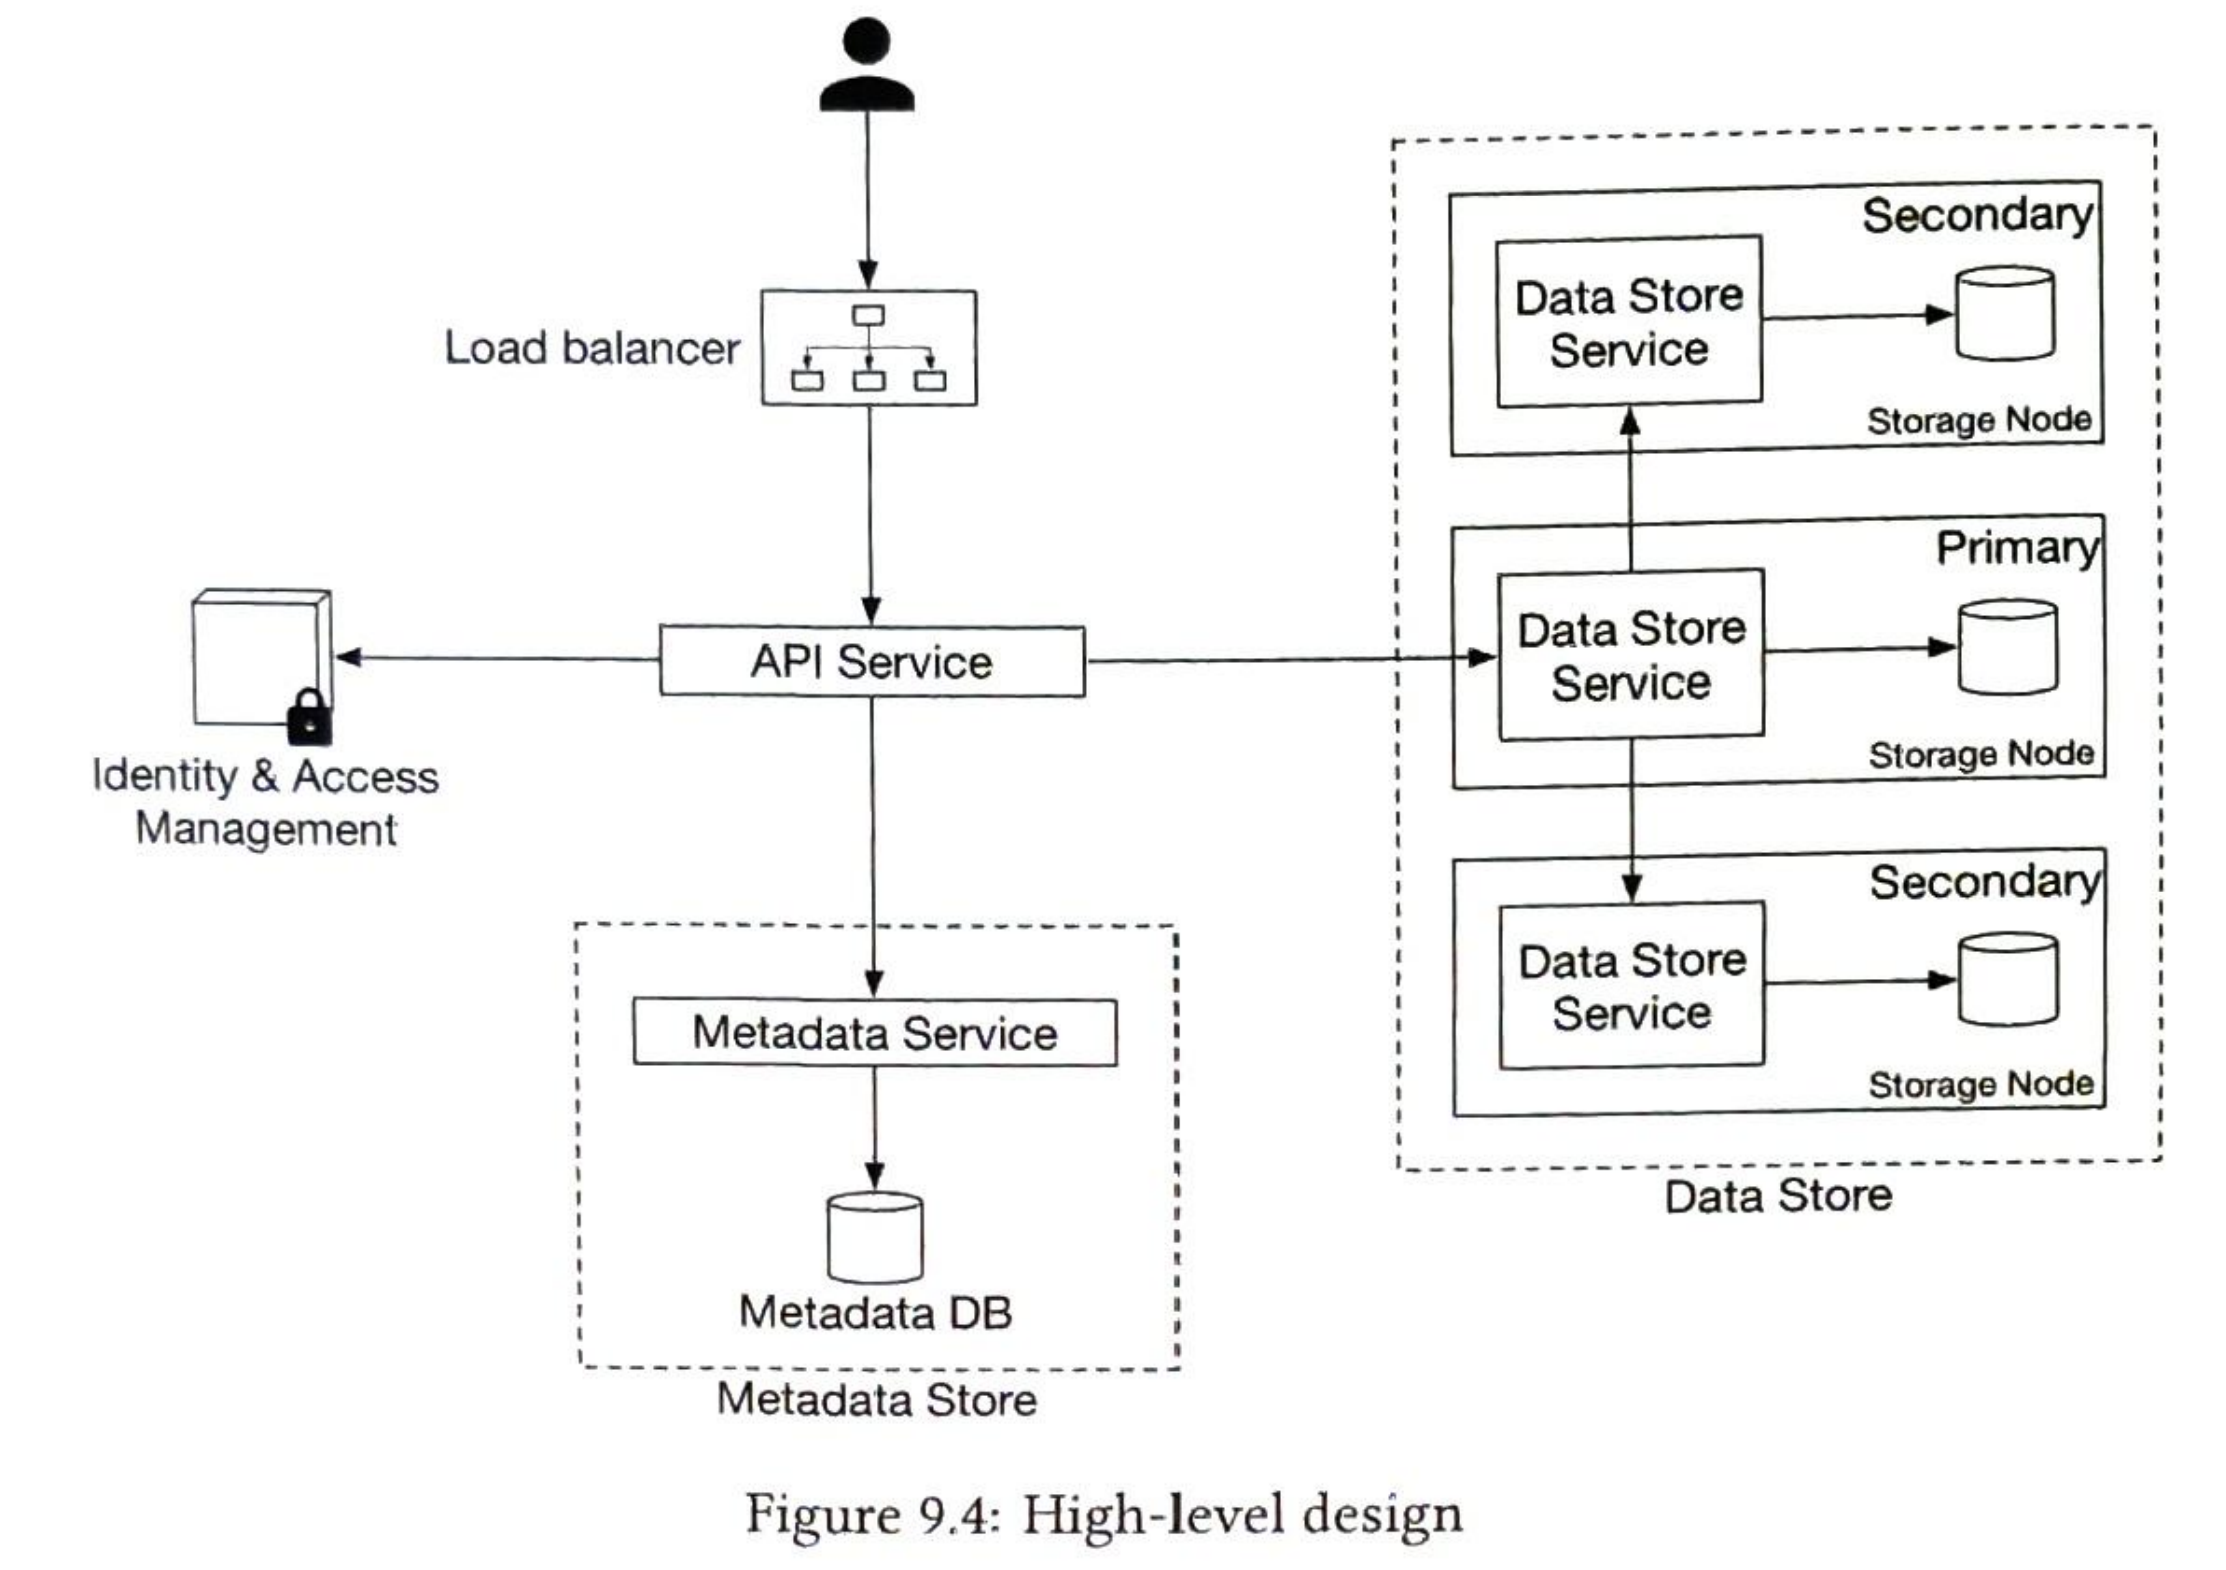 Load balancer
API Service
Identity & Access
Management
Metadata Service
Metadata DB
Metadata Store
Secondary
Data Store
Service
Storage Node
Primary
Data Store
Service
Storage Node
Secondary
Data Store
Service
Storage Node
Data Store
Figure 9.4: High-level design